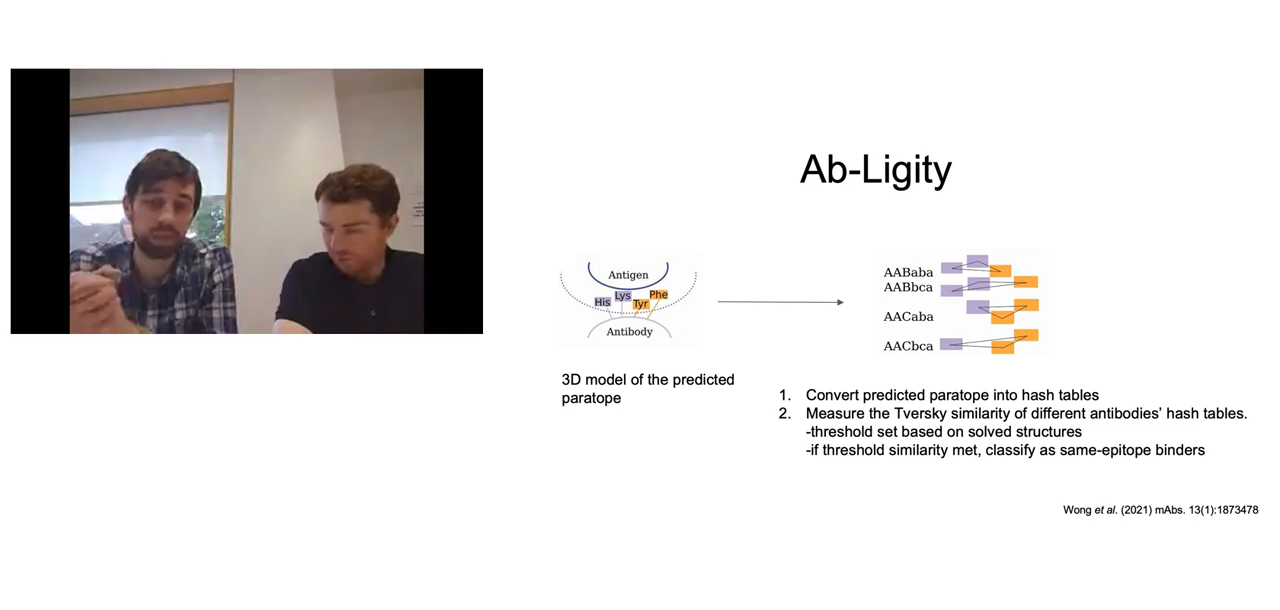 Ab-Ligity
Antigen
His Lys Tyr Phe
Antibody
AABaba
AABbca
AACaba
AACbca
3D model of the predicted
paratope
1. Convert predicted paratope into hash tables
2. Measure the Tversky similarity of different antibodies’ hash tables.
-threshold set based on solved structures
-if threshold similarity met, classify as same-epitope binders
Wong et al. (2021) mAbs. 13(1):1873478